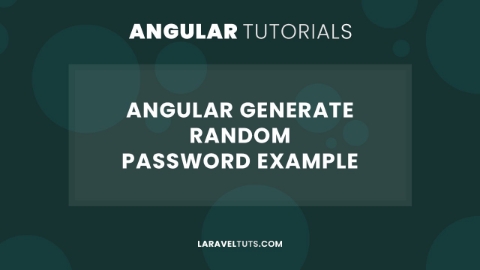 ANGULAR TUTORIALS
ANGULAR GENERATE
RANDOM
PASSWORD EXAMPLE
LARAVELTUTS.COM